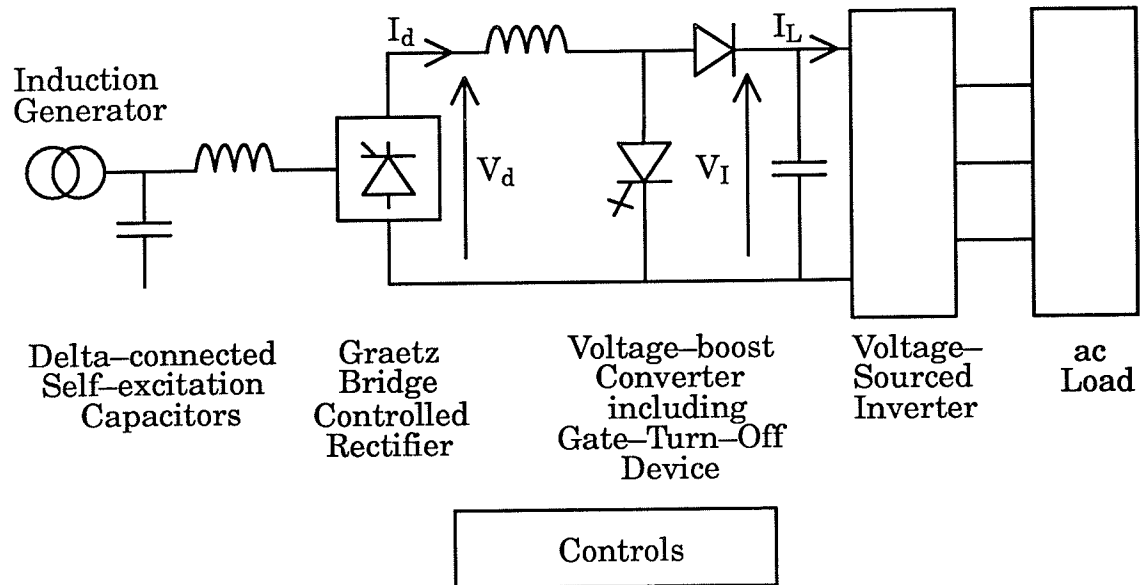 Induction
Generator
I_d
V_d
V_I
I_L
Delta–connected
Self–excitation
Capacitors
Graetz
Bridge
Controlled
Rectifier
Voltage–boost
Converter
including
Gate–Turn–Off
Device
Voltage–
Sourced
Inverter
ac
Load
Controls